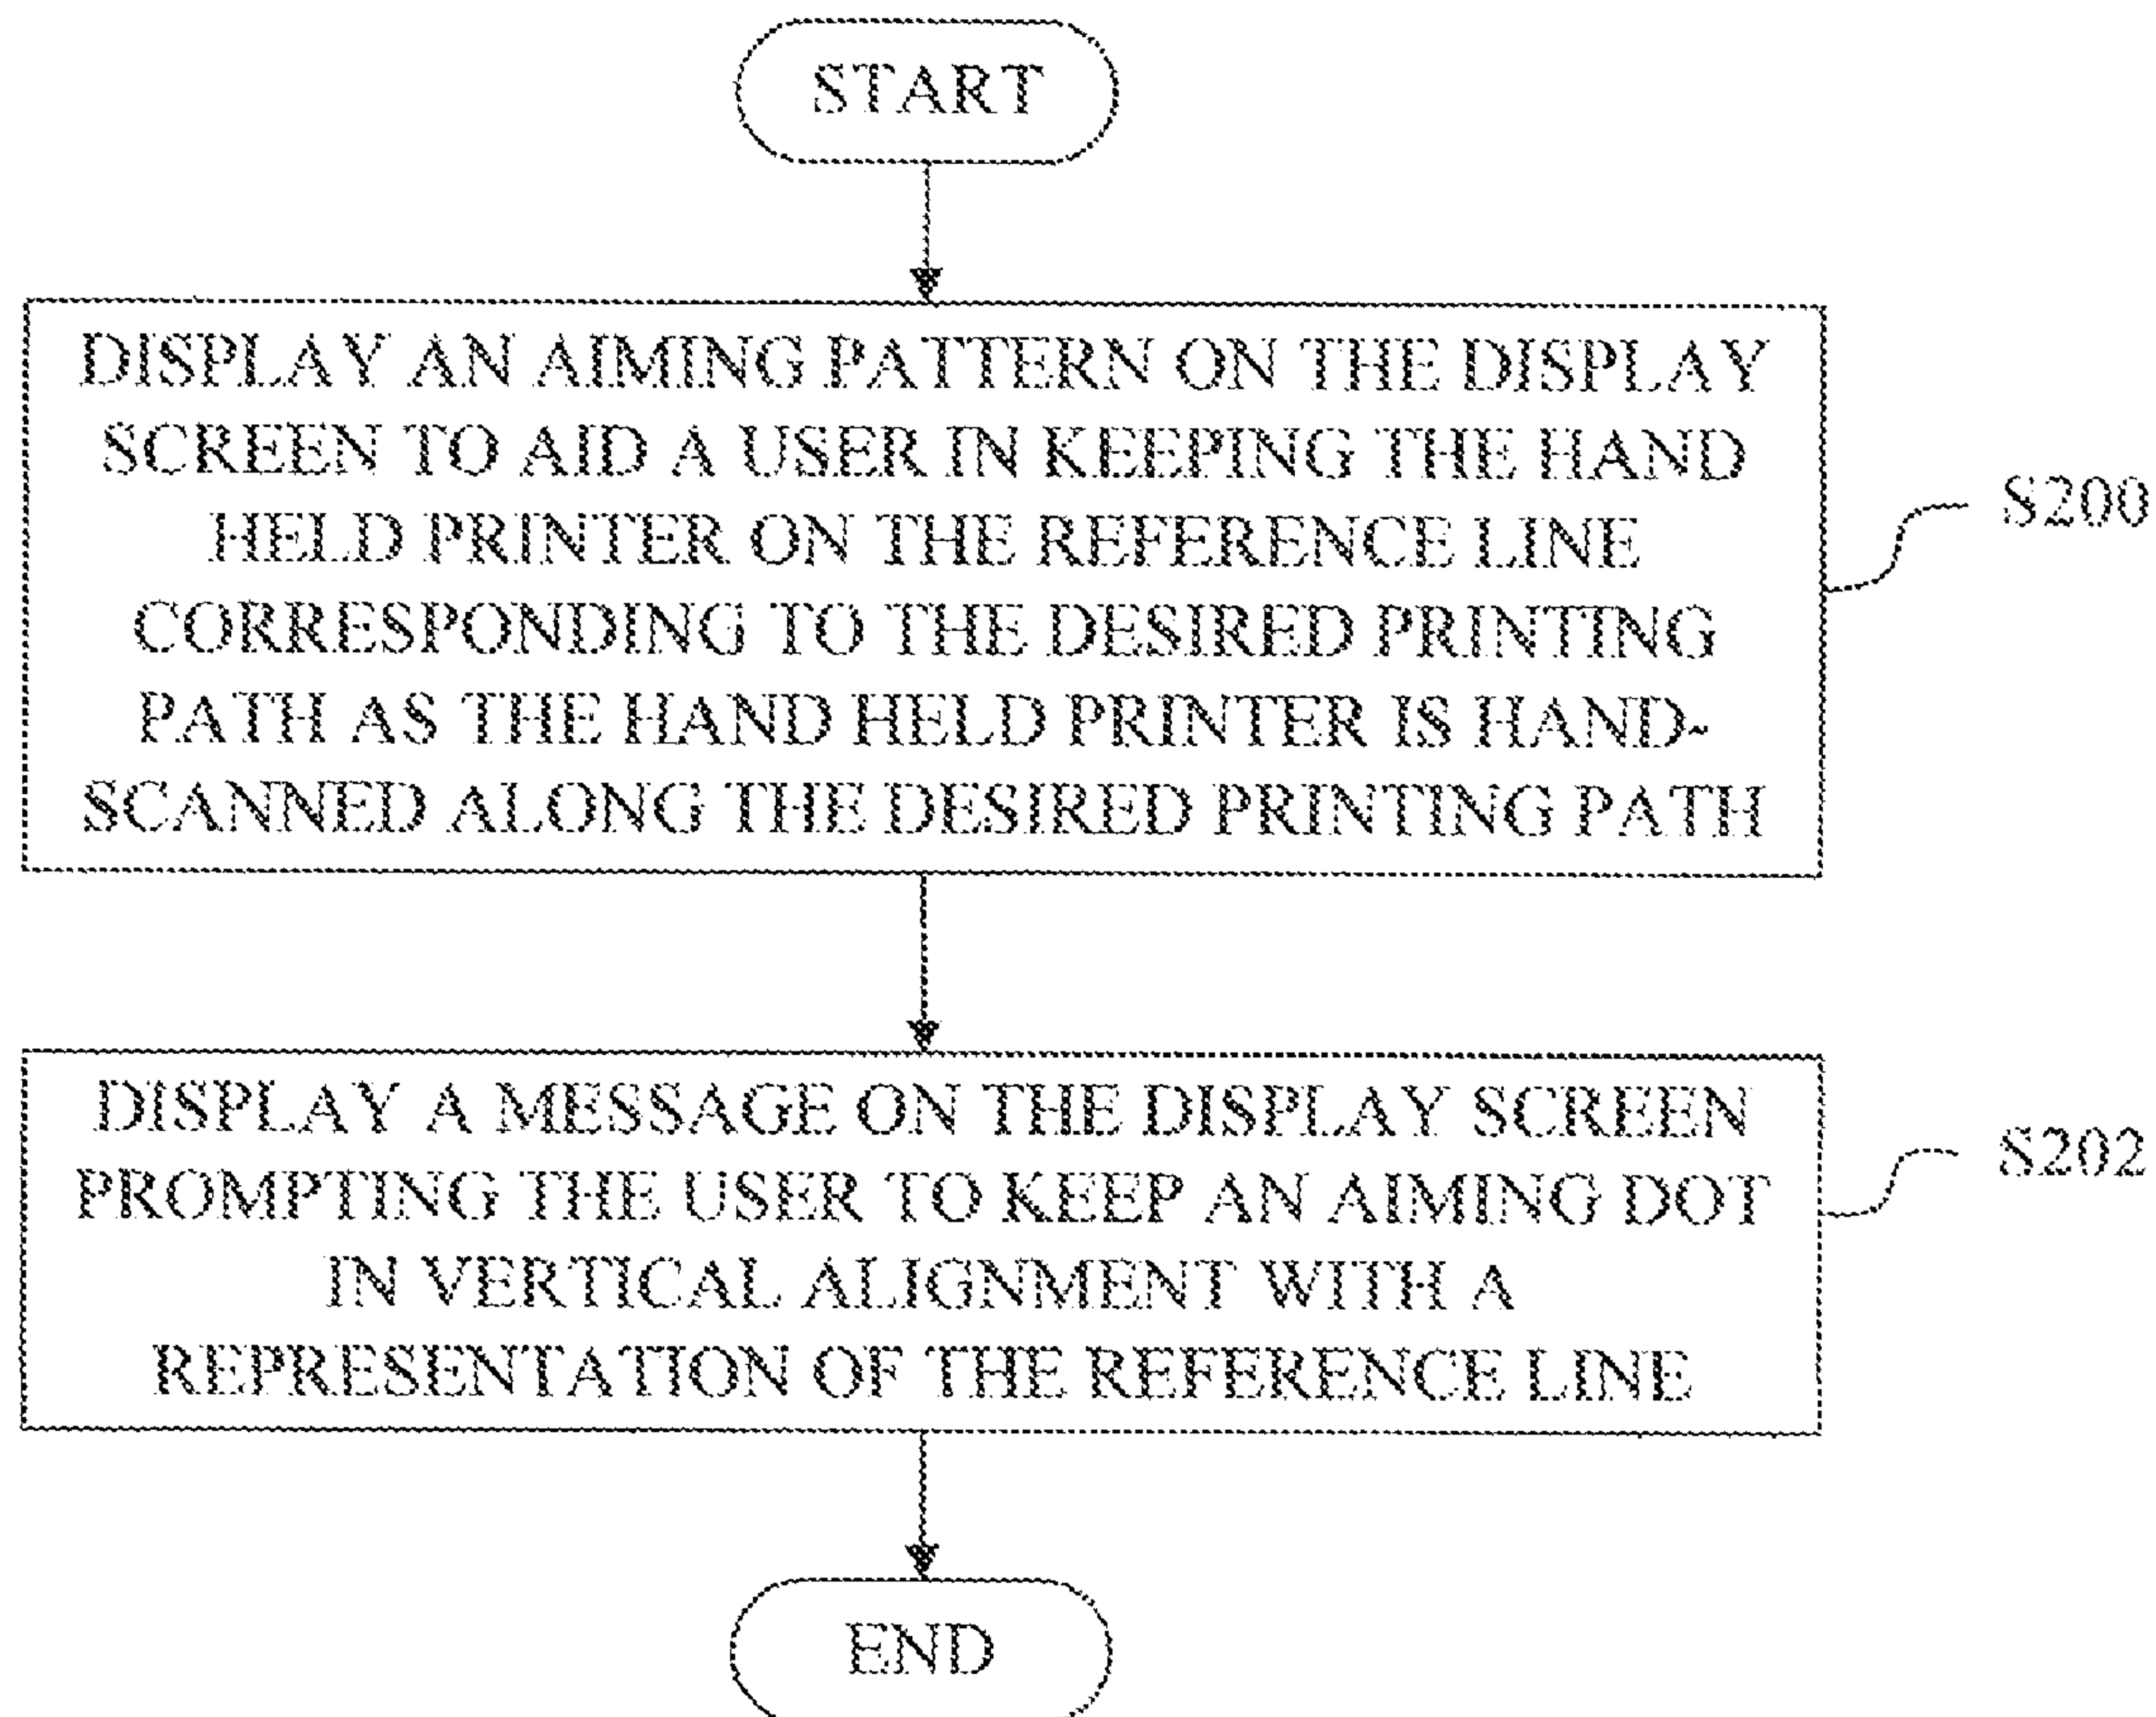 START
DISPLAY AN AIMING PATTERN ON THE DISPLAY
SCREEN TO AID A USER IN KEEPING THE HAND
HELD PRINTER ON THE REFERENCE LINE
CORRESPONDING TO THE DESIRED PRINTING
PATH AS THE HAND HELD PRINTER IS HAND-
SCANNED ALONG THE DESIRED PRINTING PATH
S200
DISPLAY A MESSAGE ON THE DISPLAY SCREEN
PROMPTING THE USER TO KEEP AN AIMING DOT
IN VERTICAL ALIGNMENT WITH A
REPRESENTATION OF THE REFERENCE LINE
S202
END